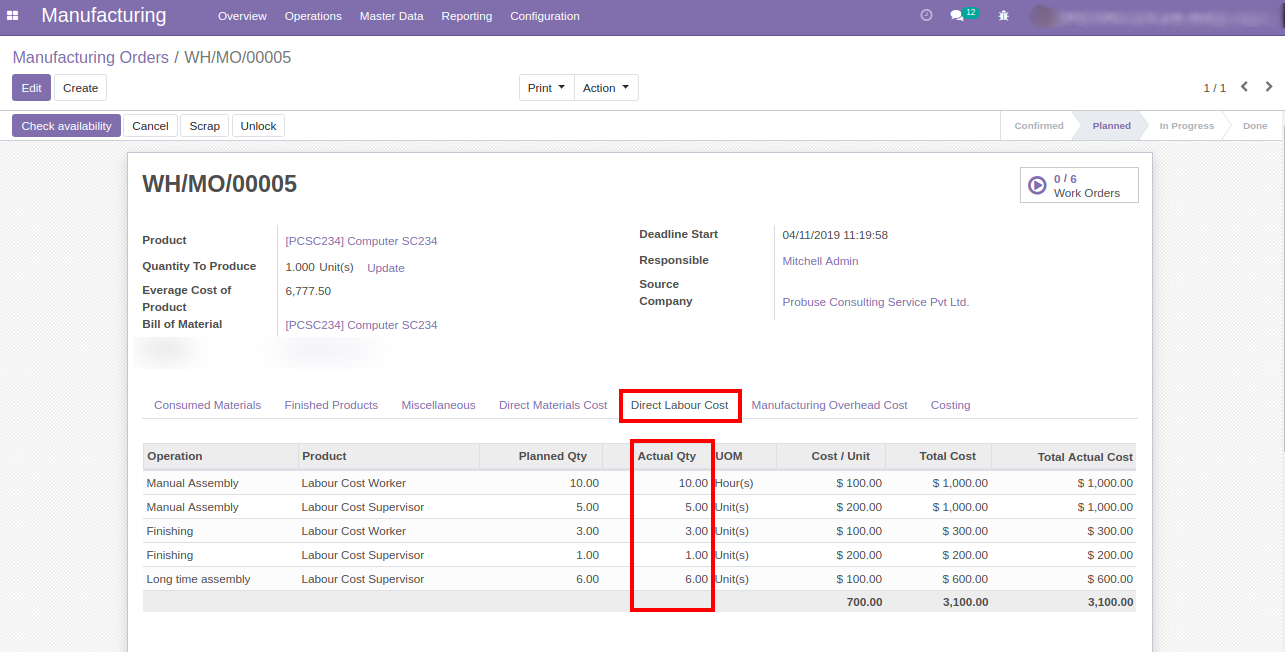 Manufacturing Overview Operations Master Data Reporting Configuration 12
Manufacturing Orders / WH/MO/00005
Edit Create Print Action 1 / 1
Check availability Cancel Scrap Unlock Confirmed Planned In Progress Done
WH/MO/00005
0 / 6
Work Orders
Product [PCSC234] Computer SC234
Quantity To Produce 1.000 Unit(s) Update
Everage Cost of
Product
6,777.50
Bill of Material [PCSC234] Computer SC234
Deadline Start 04/11/2019 11:19:58
Responsible Mitchell Admin
Source
Company Probuse Consulting Service Pvt Ltd.
Consumed Materials Finished Products Miscellaneous Direct Materials Cost Direct Labour Cost Manufacturing Overhead Cost Costing
Operation Product Planned Qty Actual Qty UOM Cost / Unit Total Cost Total Actual Cost
Manual Assembly Labour Cost Worker 10.00 10.00 Hour(s) $ 100.00 $ 1,000.00 $ 1,000.00
Manual Assembly Labour Cost Supervisor 5.00 5.00 Unit(s) $ 200.00 $ 1,000.00 $ 1,000.00
Finishing Labour Cost Worker 3.00 3.00 Unit(s) $ 100.00 $ 300.00 $ 300.00
Finishing Labour Cost Supervisor 1.00 1.00 Unit(s) $ 200.00 $ 200.00 $ 200.00
Long time assembly Labour Cost Supervisor 6.00 6.00 Unit(s) $ 100.00 $ 600.00 $ 600.00
700.00 3,100.00 3,100.00